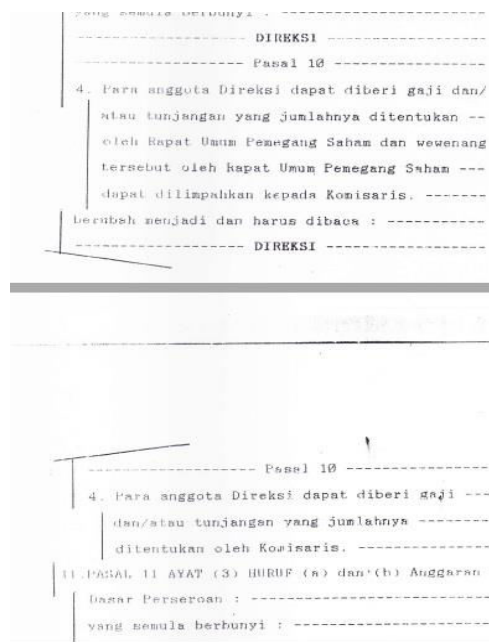 yang semula berbunyi : --------------------
-------------------- DIREKSI -------------------
-------------------- Pasal 10 ------------------
4. Para anggota Direksi dapat diberi gaji dan/
atau tunjangan yang jumlahnya ditentukan --
oleh Rapat Umum Pemegang Saham dan wewenang
tersebut oleh Rapat Umum Pemegang Saham ---
dapat dilimpahkan kepada Komisaris. -------
berubah menjadi dan harus dibaca : -----------
-------------------- DIREKSI ----------------
-------------------- Pasal 10 ----------------
4. Para anggota Direksi dapat diberi gaji ---
dan/atau tunjangan yang jumlahnya -------
ditentukan oleh Komisaris. --------------
11.PASAL 11 AYAT (3) HURUF (a) dan (b) Anggaran
Dasar Perseroan : ------------------------
yang semula berbunyi : --------------------